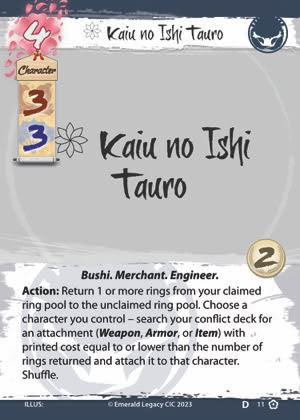 4
Kaiu no Ishi Tauro
Character
3
3
Kaiu no Ishi
Tauro
2
Bushi. Merchant. Engineer.
Action: Return 1 or more rings from your claimed
ring pool to the unclaimed ring pool. Choose a
character you control – search your conflict deck for
an attachment (Weapon, Armor, or Item) with
printed cost equal to or lower than the number of
rings returned and attach it to that character.
Shuffle.
ILLUS: © Emerald Legacy CIC 2023 D 11